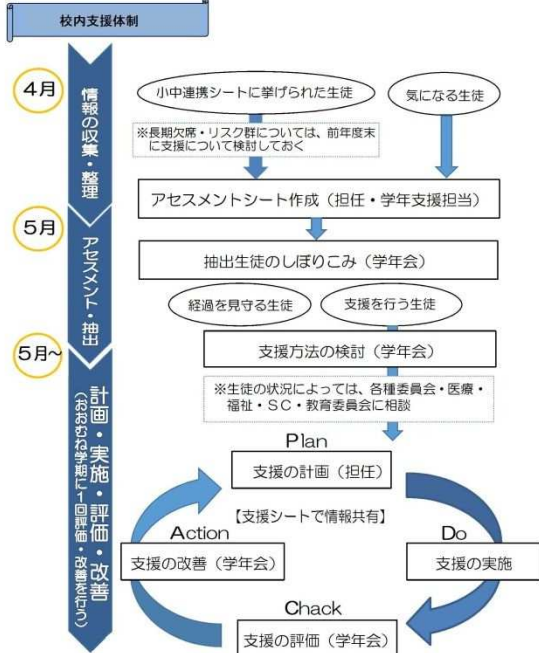 校内支援体制
4月
情報の収集・整理
小中連携シートに挙げられた生徒
気になる生徒
※長期欠席・リスク群については、前年度末
に支援について検討しておく
アセスメントシート作成（担任・学年支援担当）
5月
アセスメント・抽出
抽出生徒のしぼりこみ（学年会）
経過を見守る生徒
支援を行う生徒
5月～
計画・実施・評価・改善
（おおむね学期に1回評価・改善を行う）
支援方法の検討（学年会）
※生徒の状況によっては、各種委員会・医療・
福祉・ＳＣ・教育委員会に相談
Plan
支援の計画（担任）
【支援シートで情報共有】
Action
支援の改善（学年会）
Do
支援の実施
Chack
支援の評価（学年会）